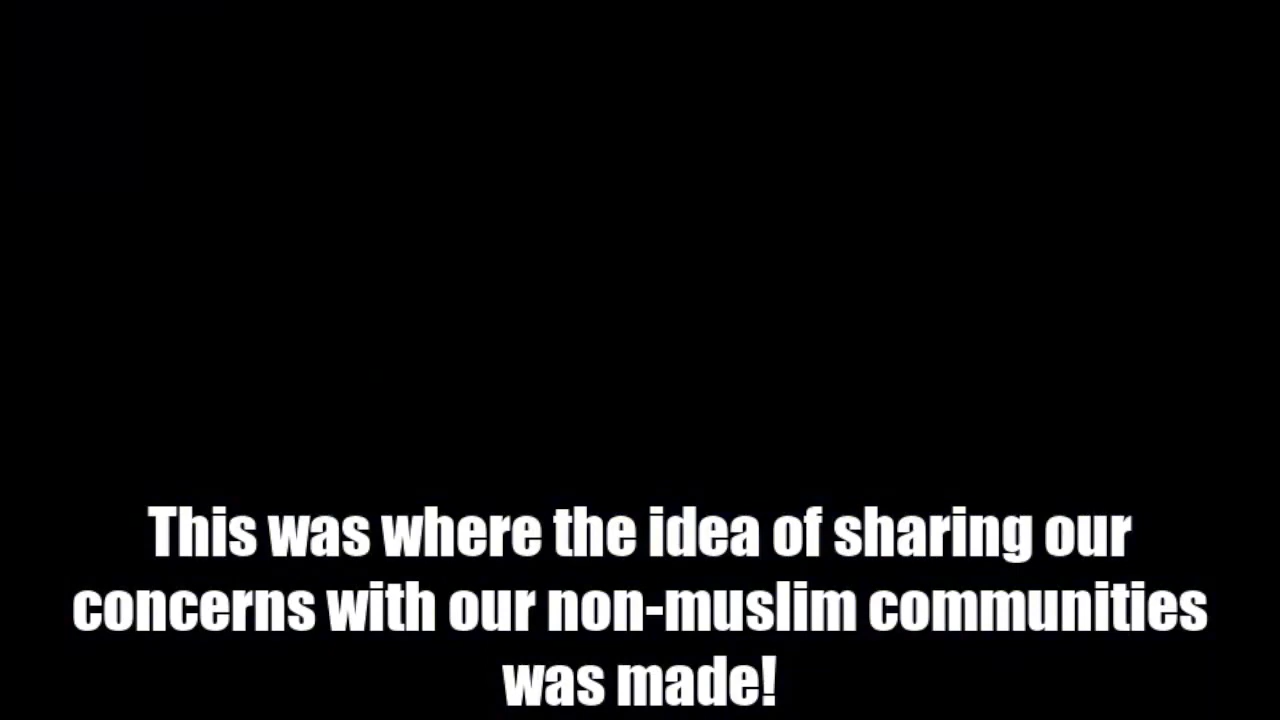 This was where the idea of sharing our
concerns with our non-muslim communities
was made!